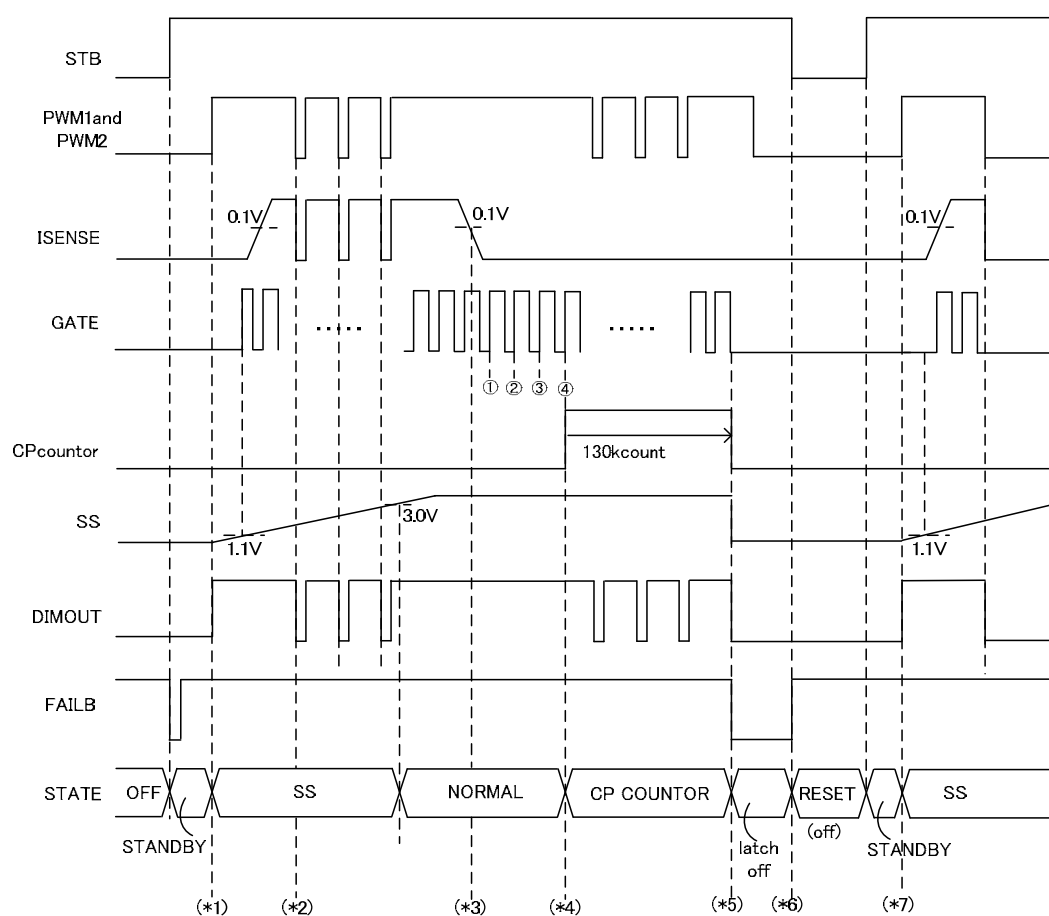 STB
PWM1and
PWM2
0.1V
0.1V
0.1V
ISENSE
GATE
①
②
③
④
CPcountor
130kcount
SS
3.0V
1.1V
1.1V
DIMOUT
FAILB
STATE
OFF
SS
NORMAL
CP COUNTOR
RESET
SS
(off)
STANDBY
latch
off
STANDBY
(*1)
(*2)
(*3)
(*4)
(*5)
(*6)
(*7)